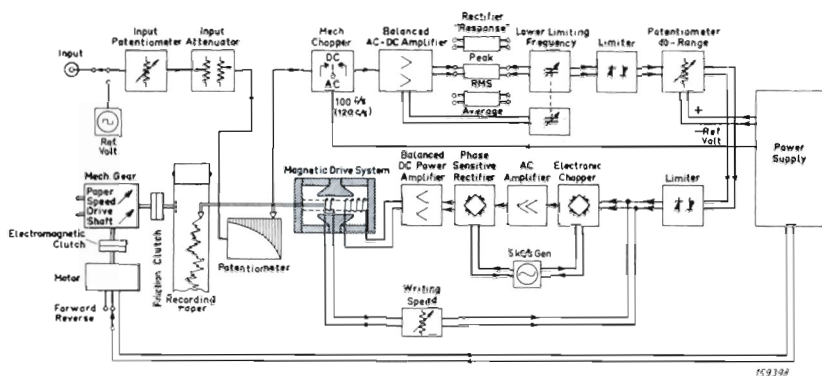 Input
Input
Potentiometer
Input
Attenuator
Mech
Chopper
DC
AC
100 c/s
(120 c/s)
Balanced
AC-DC Amplifier
Rectifier
"Response"
Peak
RMS
Average
Lower Limiting
Frequency
Limiter
Potentiometer
dB-Range
+
-Ref
Volt
Power
Supply
Ref
Volt
Mech. Gear
Paper
Speed
Drive
Shaft
Electromagnetic
Clutch
Motor
Forward
Reverse
Friction Clutch
Recording
Paper
Potentiometer
Magnetic Drive System
Balanced
DC Power
Amplifier
Phase
Sensitive
Rectifier
AC
Amplifier
Electronic
Chopper
Limiter
5 kc/s Gen
Writing
Speed
159398